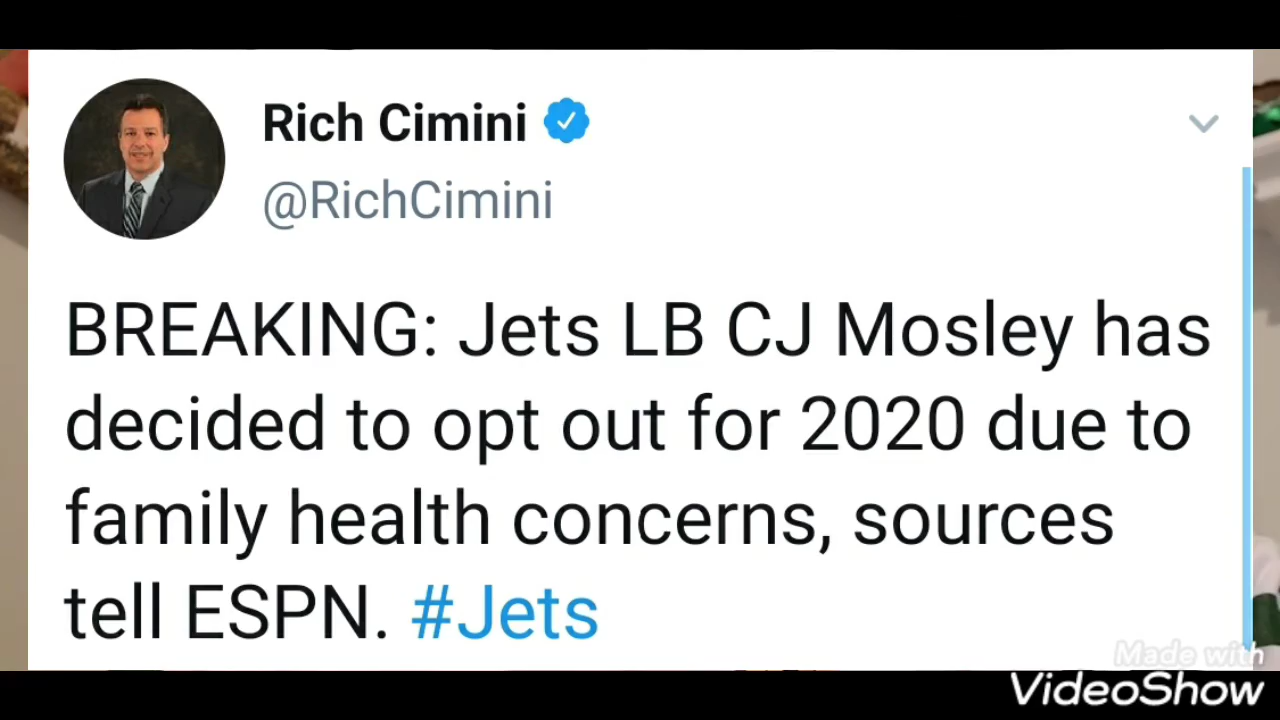 Rich Cimini
@RichCimini
BREAKING: Jets LB CJ Mosley has
decided to opt out for 2020 due to
family health concerns, sources
tell ESPN. #Jets
Made with
VideoShow